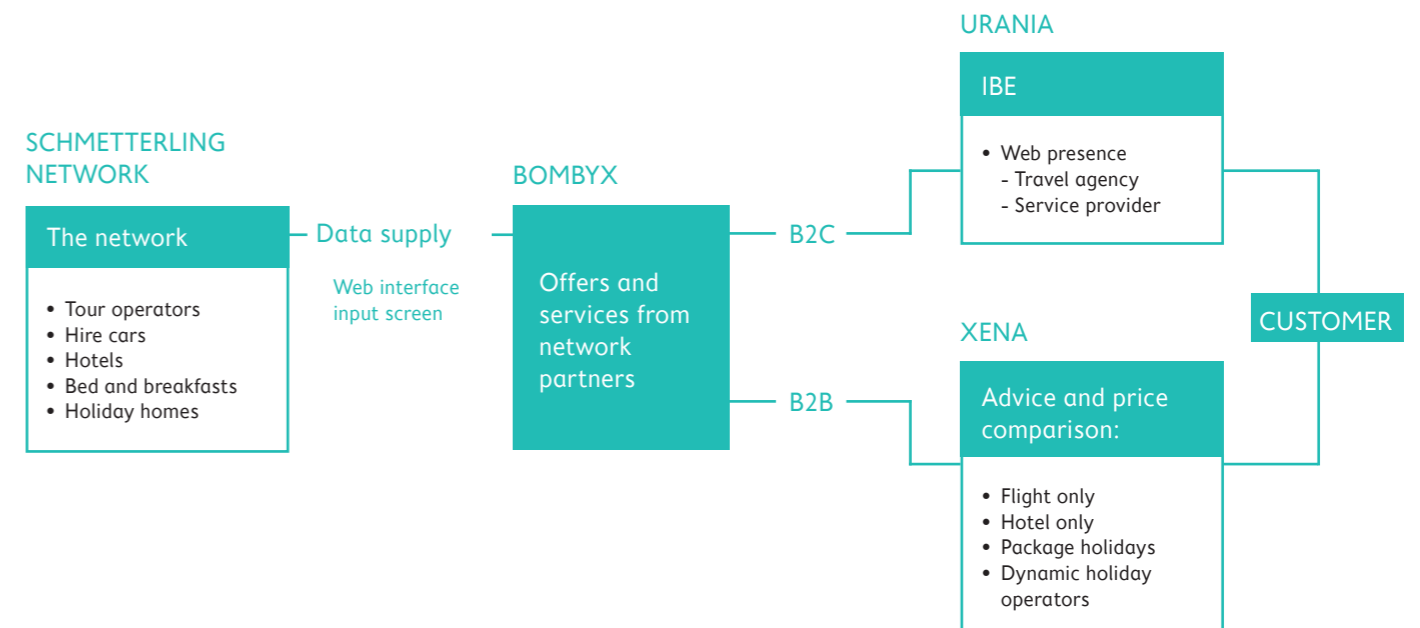 SCHMETTERLING
NETWORK
The network
• Tour operators
• Hire cars
• Hotels
• Bed and breakfasts
• Holiday homes
Data supply
Web interface
input screen
BOMBYX
Offers and
services from
network
partners
B2C
B2B
URANIA
IBE
• Web presence
- Travel agency
- Service provider
XENA
Advice and price
comparison:
• Flight only
• Hotel only
• Package holidays
• Dynamic holiday
operators
CUSTOMER